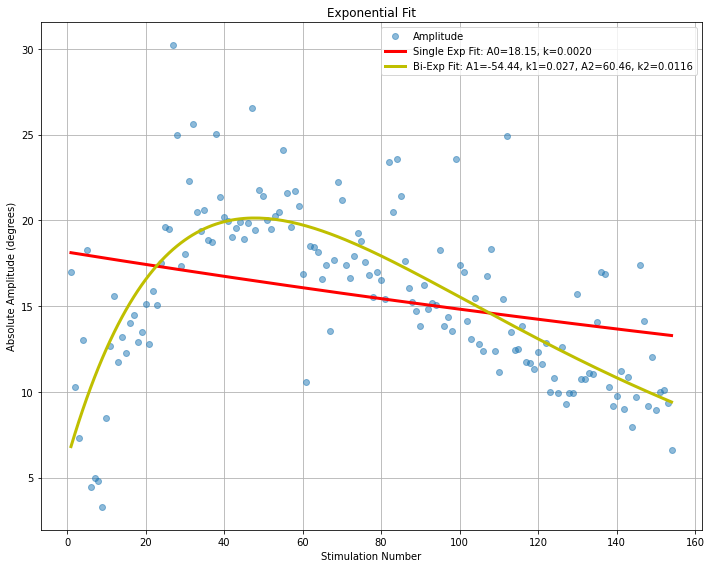 Exponential Fit
Amplitude
Single Exp Fit: A0=18.15, k=0.0020
Bi-Exp Fit: A1=-54.44, k1=0.027, A2=60.46, k2=0.0116
Absolute Amplitude (degrees)
30
25
20
15
10
5
0 20 40 60 80 100 120 140 160
Stimulation Number